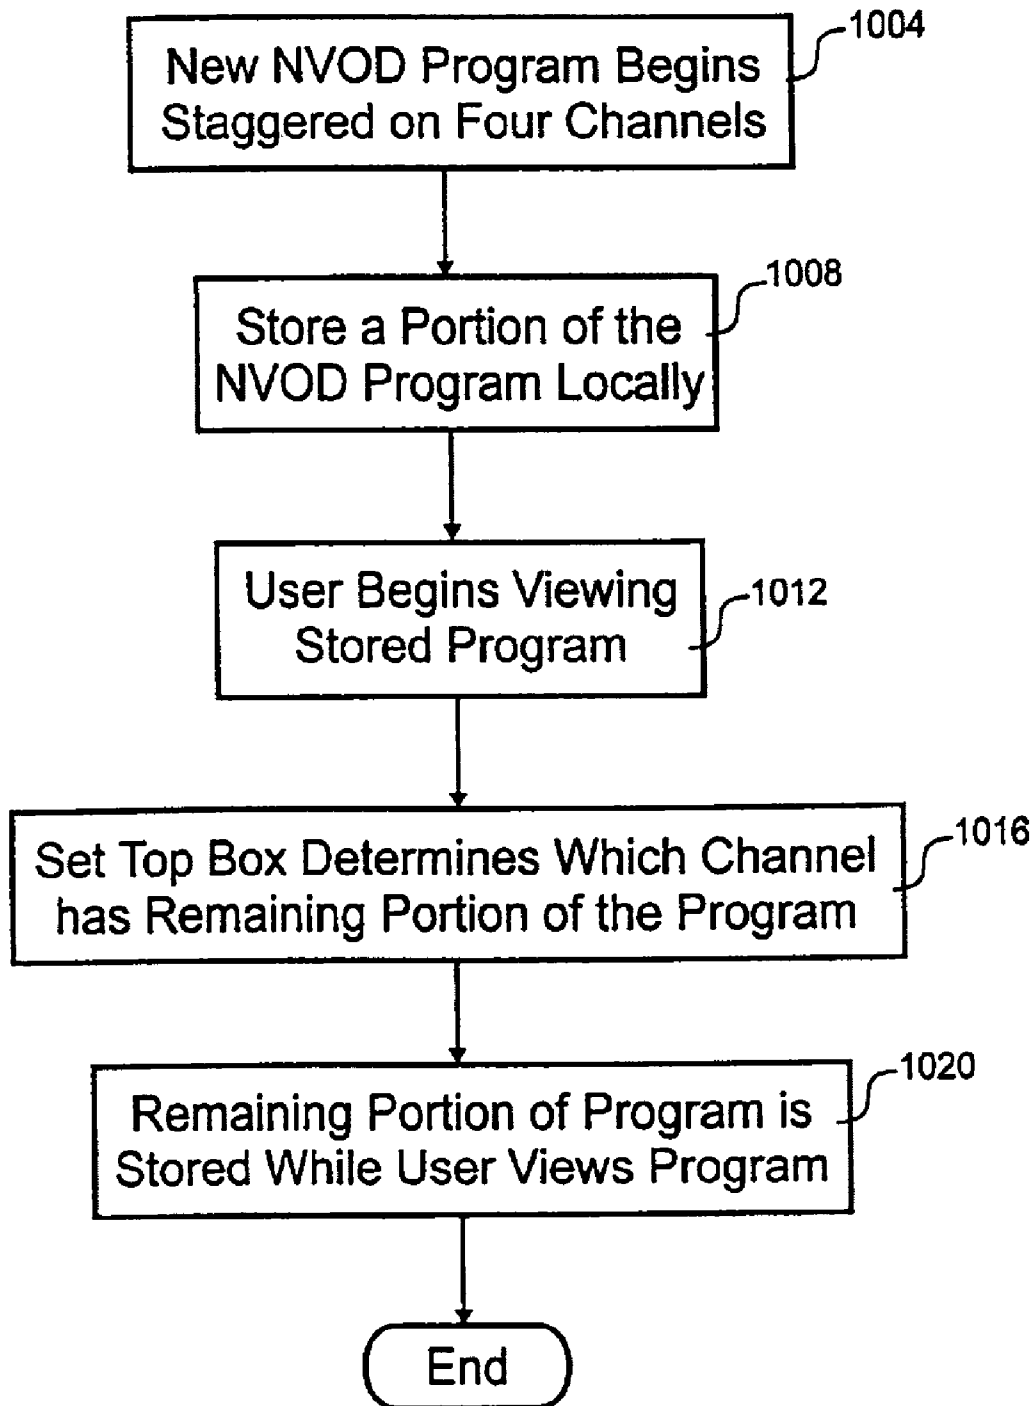 1004
New NVOD Program Begins
Staggered on Four Channels
1008
Store a Portion of the
NVOD Program Locally
User Begins Viewing
Stored Program
1012
Set Top Box Determines Which Channel
has Remaining Portion of the Program
1016
Remaining Portion of Program is
Stored While User Views Program
1020
End